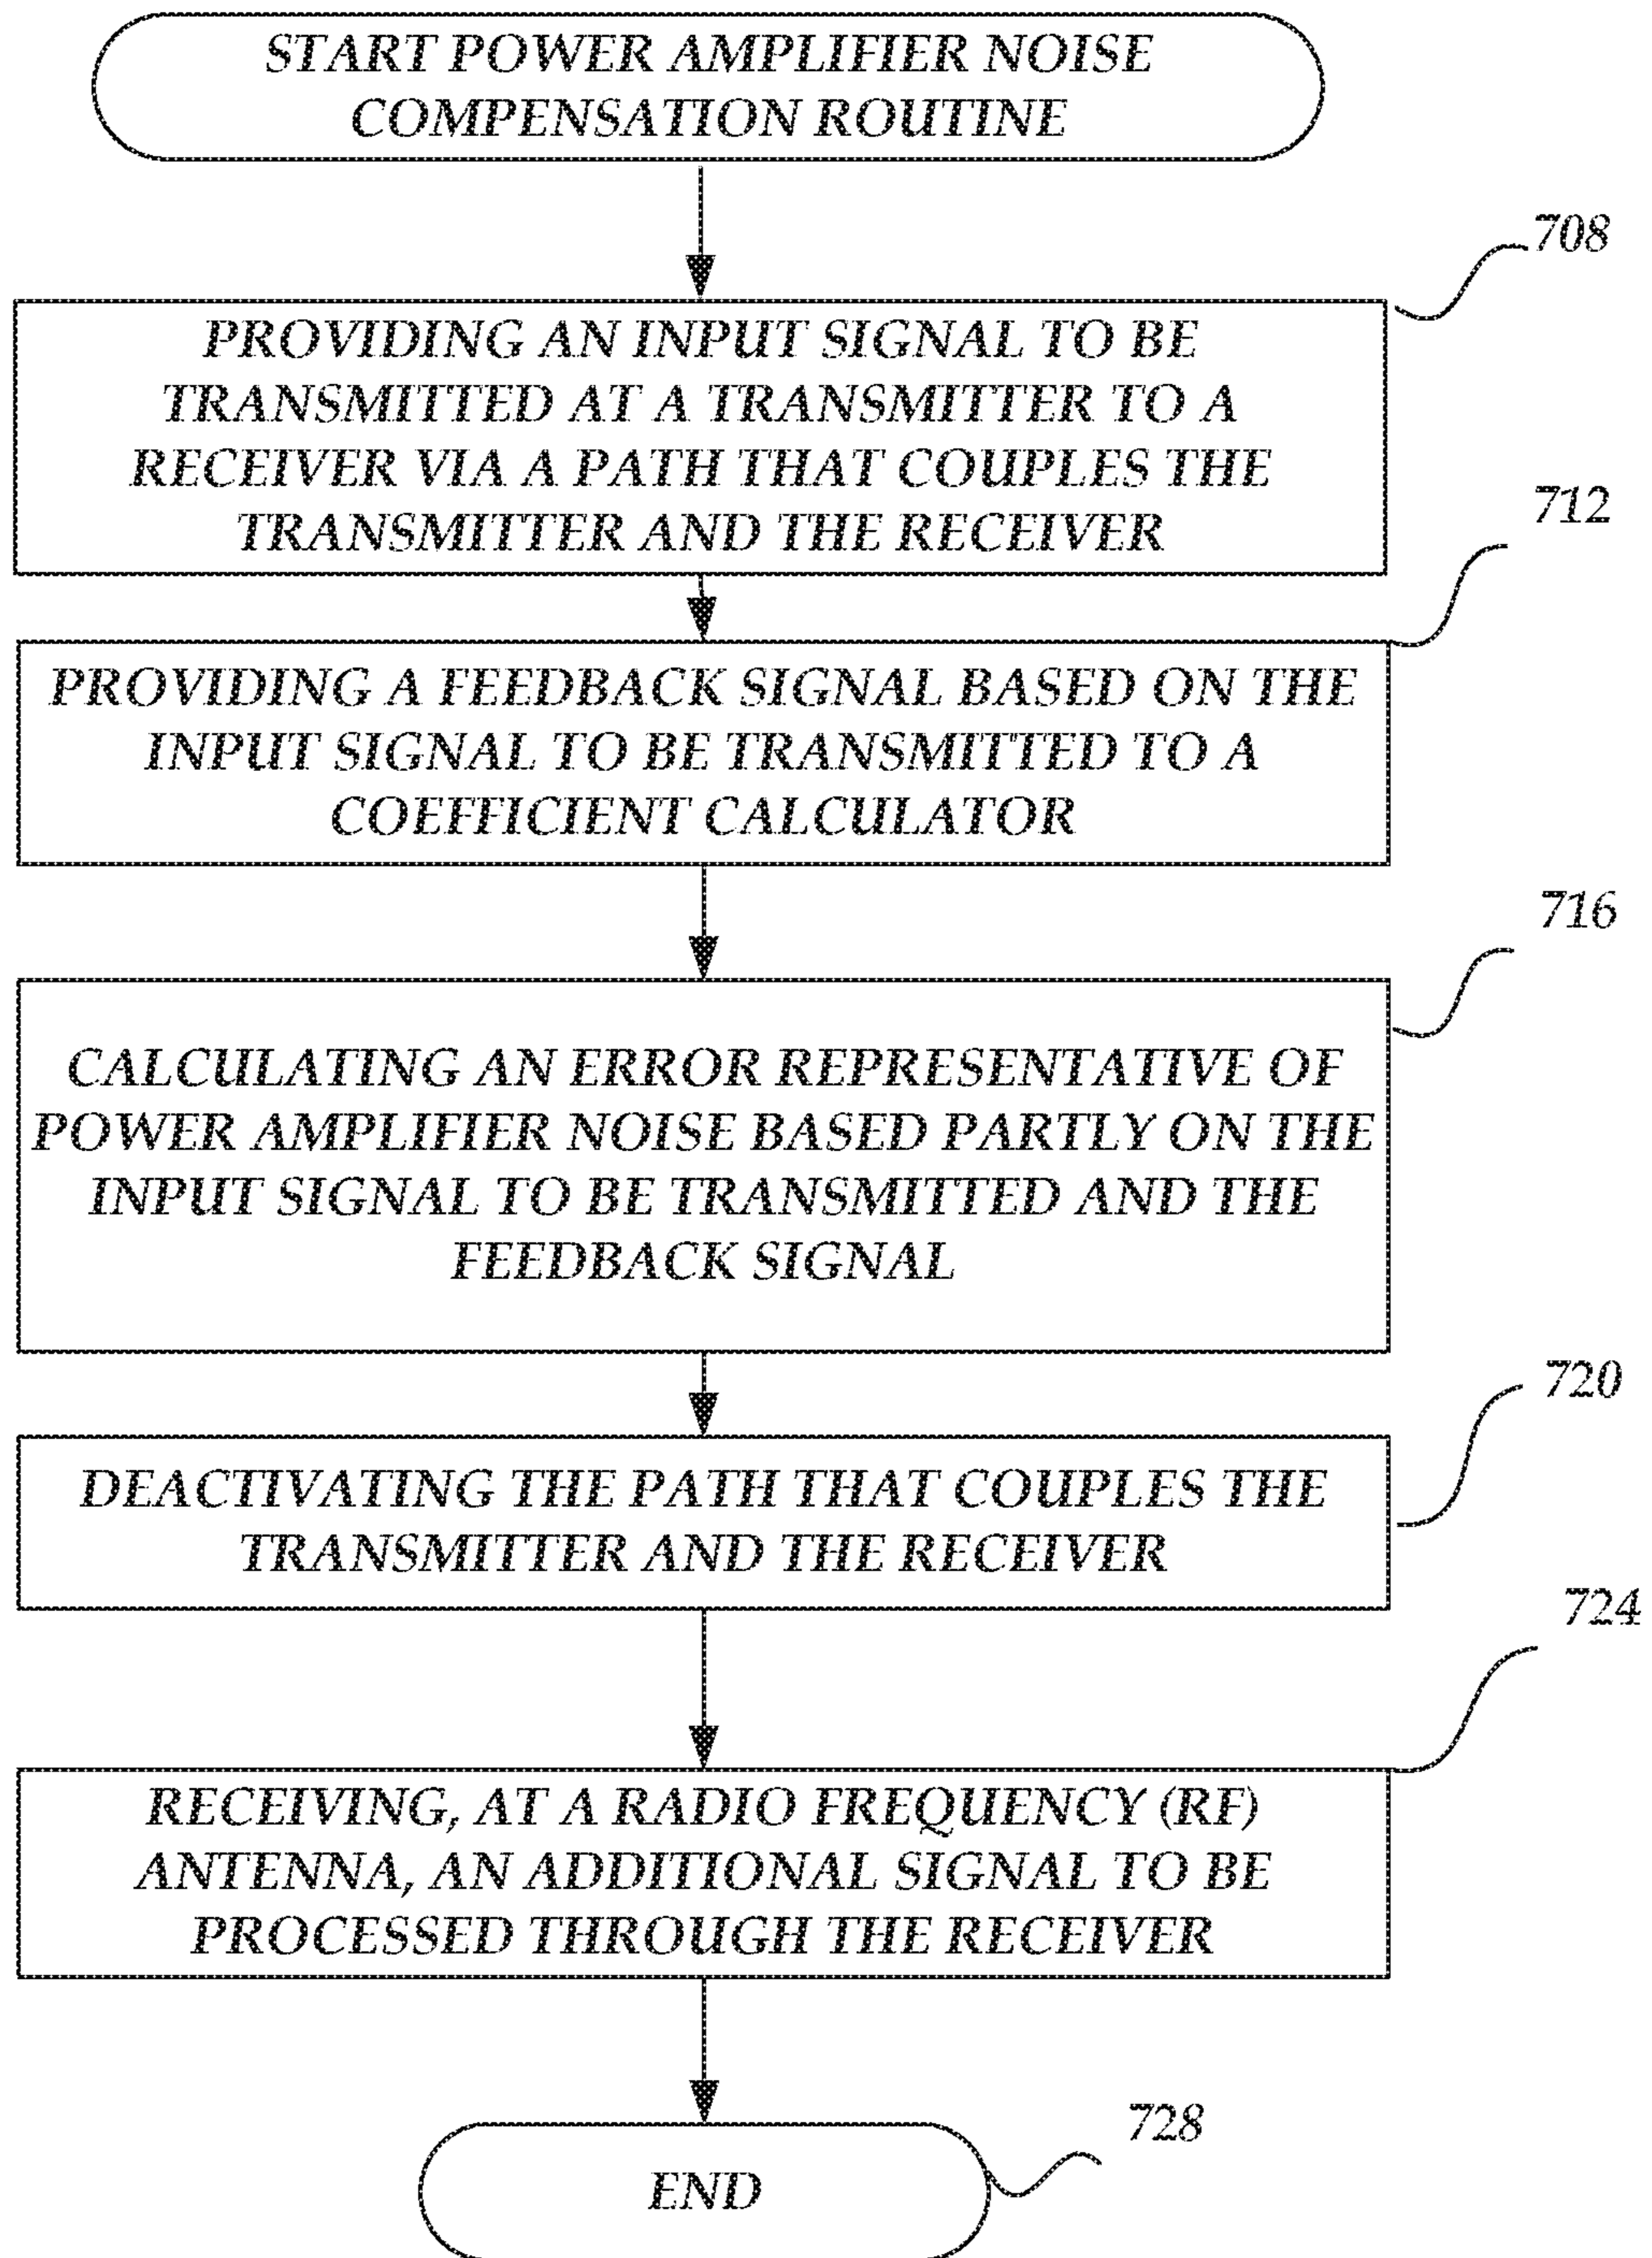 START POWER AMPLIFIER NOISE
COMPENSATION ROUTINE
708
PROVIDING AN INPUT SIGNAL TO BE
TRANSMITTED AT A TRANSMITTER TO A
RECEIVER VIA A PATH THAT COUPLES THE
TRANSMITTER AND THE RECEIVER
712
PROVIDING A FEEDBACK SIGNAL BASED ON THE
INPUT SIGNAL TO BE TRANSMITTED TO A
COEFFICIENT CALCULATOR
716
CALCULATING AN ERROR REPRESENTATIVE OF
POWER AMPLIFIER NOISE BASED PARTLY ON THE
INPUT SIGNAL TO BE TRANSMITTED AND THE
FEEDBACK SIGNAL
720
DEACTIVATING THE PATH THAT COUPLES THE
TRANSMITTER AND THE RECEIVER
724
RECEIVING, AT A RADIO FREQUENCY (RF)
ANTENNA, AN ADDITIONAL SIGNAL TO BE
PROCESSED THROUGH THE RECEIVER
728
END